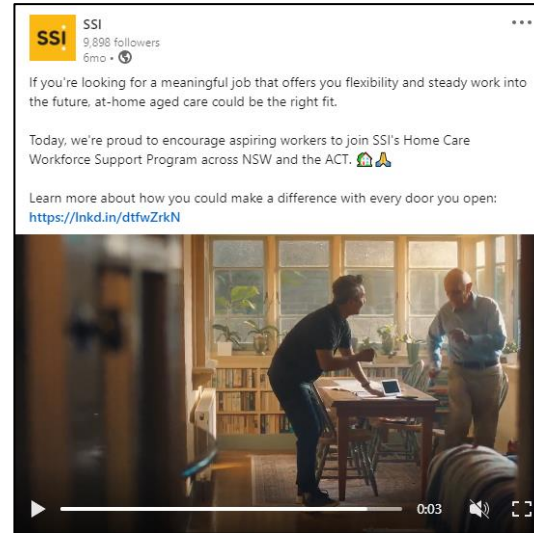 SSI
SSI
9,898 followers
6mo •
If you're looking for a meaningful job that offers you flexibility and steady work into
the future, at-home aged care could be the right fit.
Today, we're proud to encourage aspiring workers to join SSI's Home Care
Workforce Support Program across NSW and the ACT. 🏡🙏
Learn more about how you could make a difference with every door you open:
https://lnkd.in/dtfwZrkN
0:03